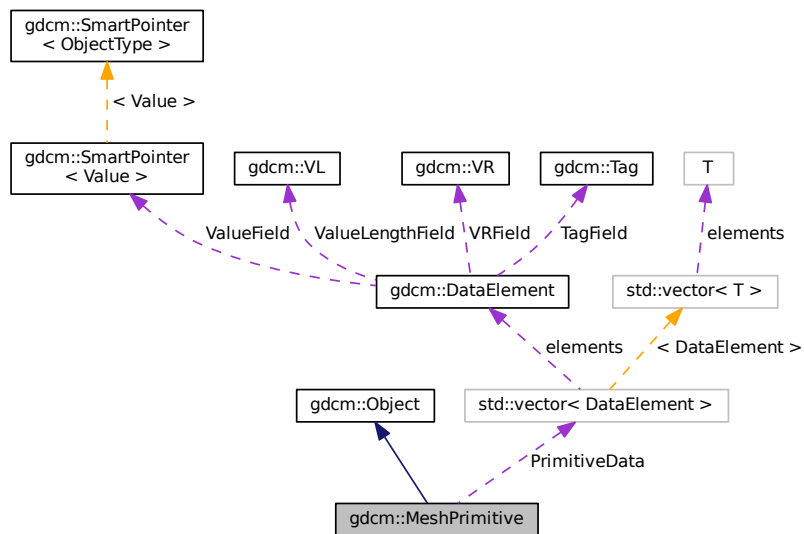 gdcm::SmartPointer
< ObjectType >
< Value >
gdcm::SmartPointer
< Value >
gdcm::VL
gdcm::VR
gdcm::Tag
T
ValueField
ValueLengthField
VRField
TagField
elements
gdcm::DataElement
std::vector< T >
elements
< DataElement >
gdcm::Object
std::vector< DataElement >
PrimitiveData
gdcm::MeshPrimitive